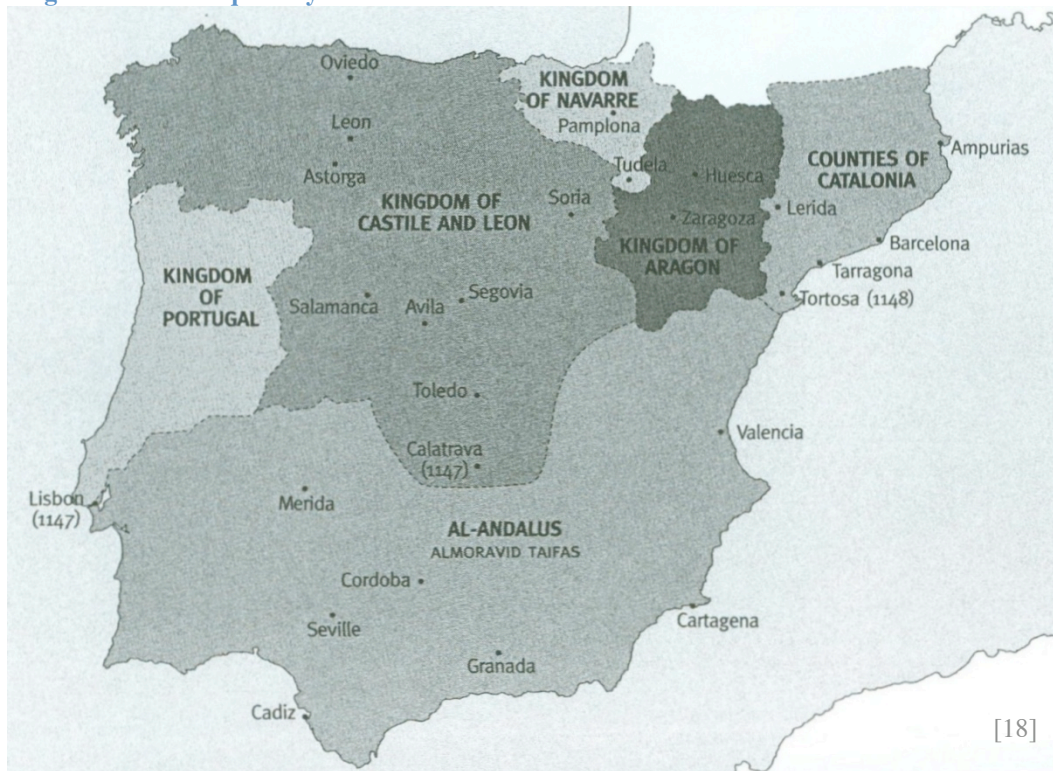 Oviedo
Leon
Astorga
KINGDOM OF
CASTILE AND LEON
KINGDOM
OF NAVARRE
Pamplona
Tudela
Soria
Huesca
Zaragoza
KINGDOM OF
ARAGON
COUNTIES OF
CATALONIA
Ampurias
Lerida
Barcelona
Tarragona
Tortosa (1148)
KINGDOM
OF
PORTUGAL
Salamanca
Avila
Segovia
Toledo
Calatrava
(1147)
Valencia
Lisbon
(1147)
Merida
AL-ANDALUS
ALMORAVID TAIFAS
Cordoba
Seville
Granada
Cartagena
Cadiz
[18]